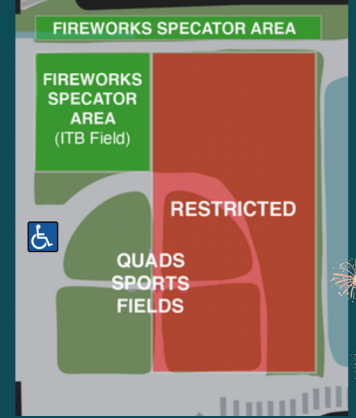 FIREWORKS SPECATOR AREA
FIREWORKS
SPECATOR
AREA
(ITB Field)
RESTRICTED
QUADS
SPORTS
FIELDS